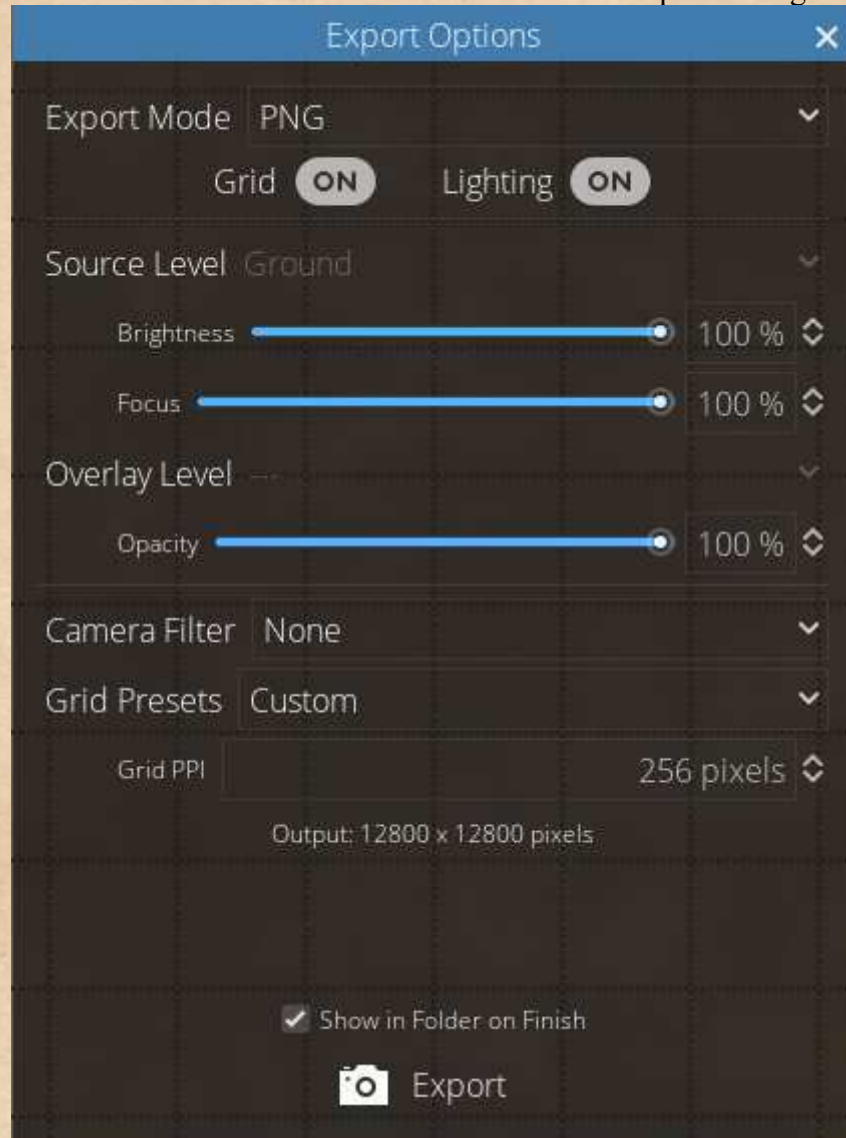 Export Options
Export Mode PNG
Grid ON Lighting ON
Source Level Ground
Brightness 100 %
Focus 100 %
Overlay Level ---
Opacity 100 %
Camera Filter None
Grid Presets Custom
Grid PPI 256 pixels
Output: 12800 x 12800 pixels
Show in Folder on Finish
Export